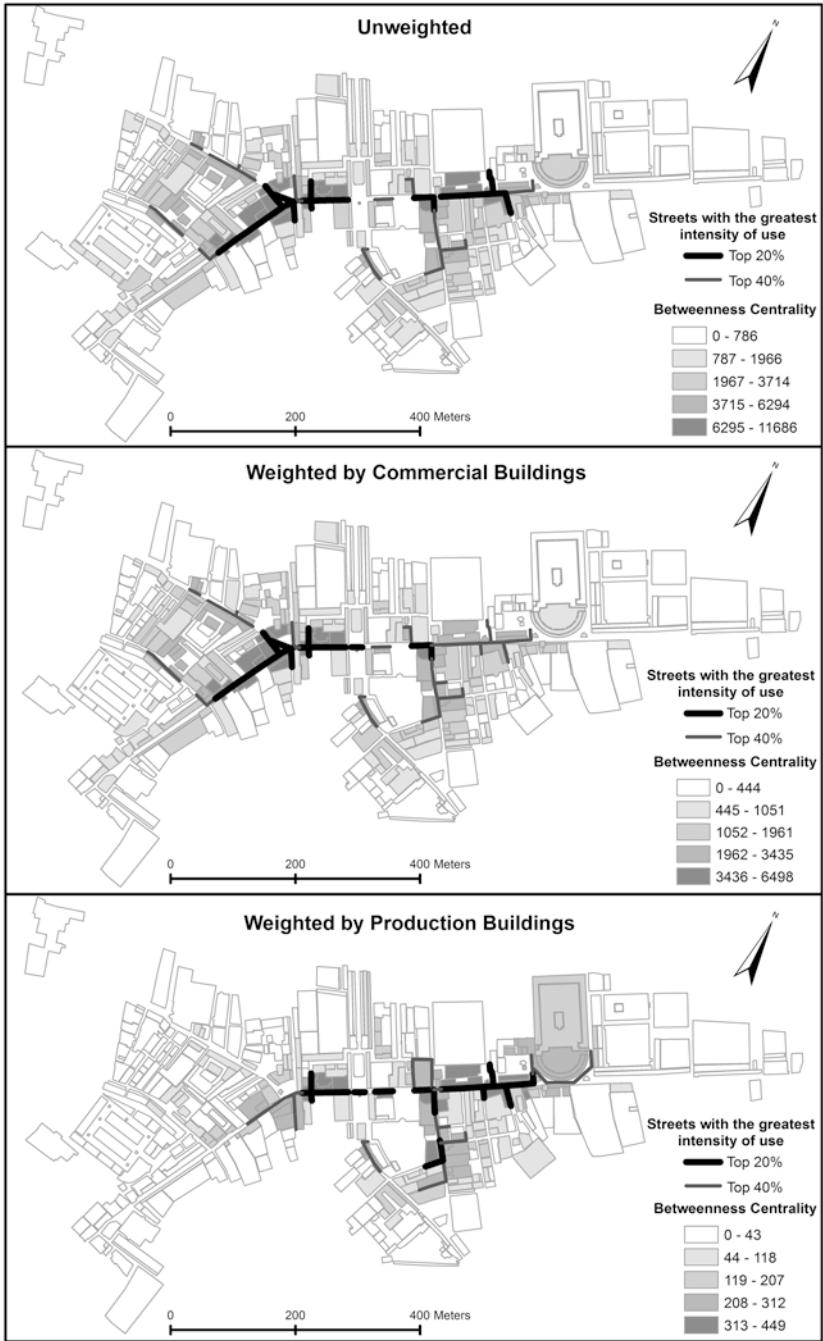 Unweighted
N
Streets with the greatest
intensity of use
Top 20%
Top 40%
Betweenness Centrality
0 - 786
787 - 1966
1967 - 3714
3715 - 6294
6295 - 11686
0 200 400 Meters
Weighted by Commercial Buildings
N
Streets with the greatest
intensity of use
Top 20%
Top 40%
Betweenness Centrality
0 - 444
445 - 1051
1052 - 1961
1962 - 3435
3436 - 6498
0 200 400 Meters
Weighted by Production Buildings
N
Streets with the greatest
intensity of use
Top 20%
Top 40%
Betweenness Centrality
0 - 43
44 - 118
119 - 207
208 - 312
313 - 449
0 200 400 Meters